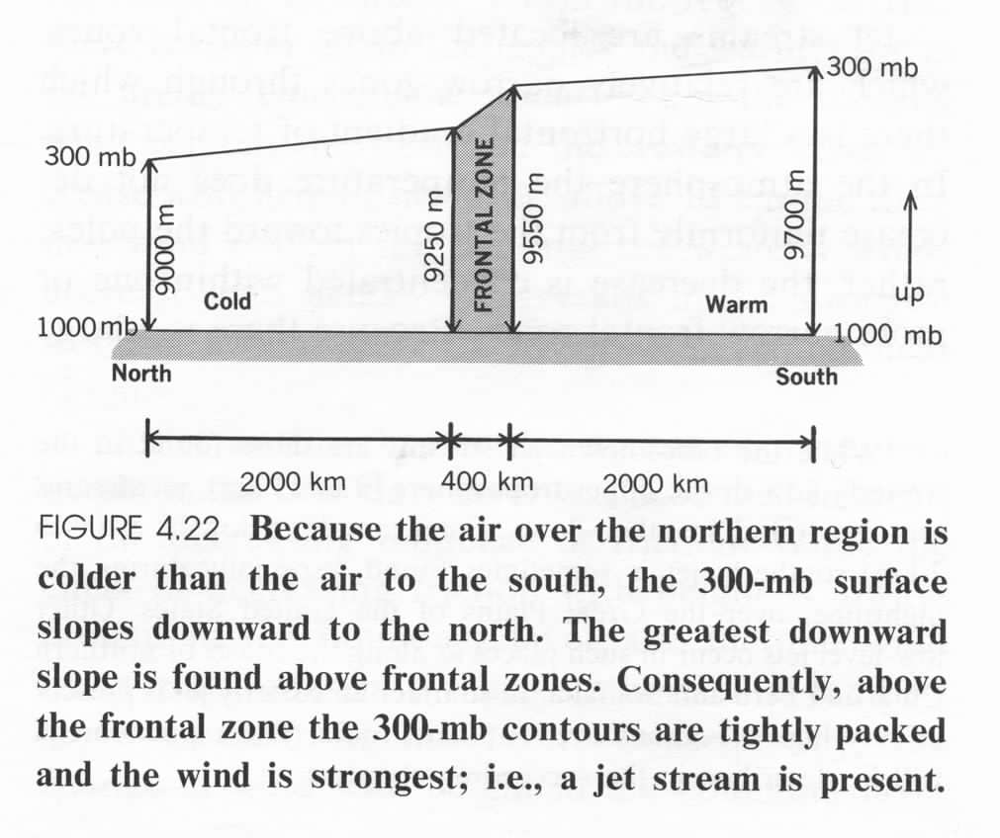 300 mb
300 mb
9000 m
9250 m
FRONTAL ZONE
9550 m
9700 m
up
Cold
Warm
1000 mb
1000 mb
North
South
2000 km
400 km
2000 km
FIGURE 4.22 Because the air over the northern region is
colder than the air to the south, the 300-mb surface
slopes downward to the north. The greatest downward
slope is found above frontal zones. Consequently, above
the frontal zone the 300-mb contours are tightly packed
and the wind is strongest; i.e., a jet stream is present.